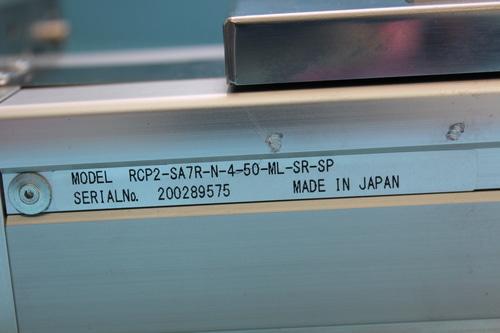 MODEL RCP2-SA7R-N-4-50-ML-SR-SP
SERIALNo. 200289575 MADE IN JAPAN